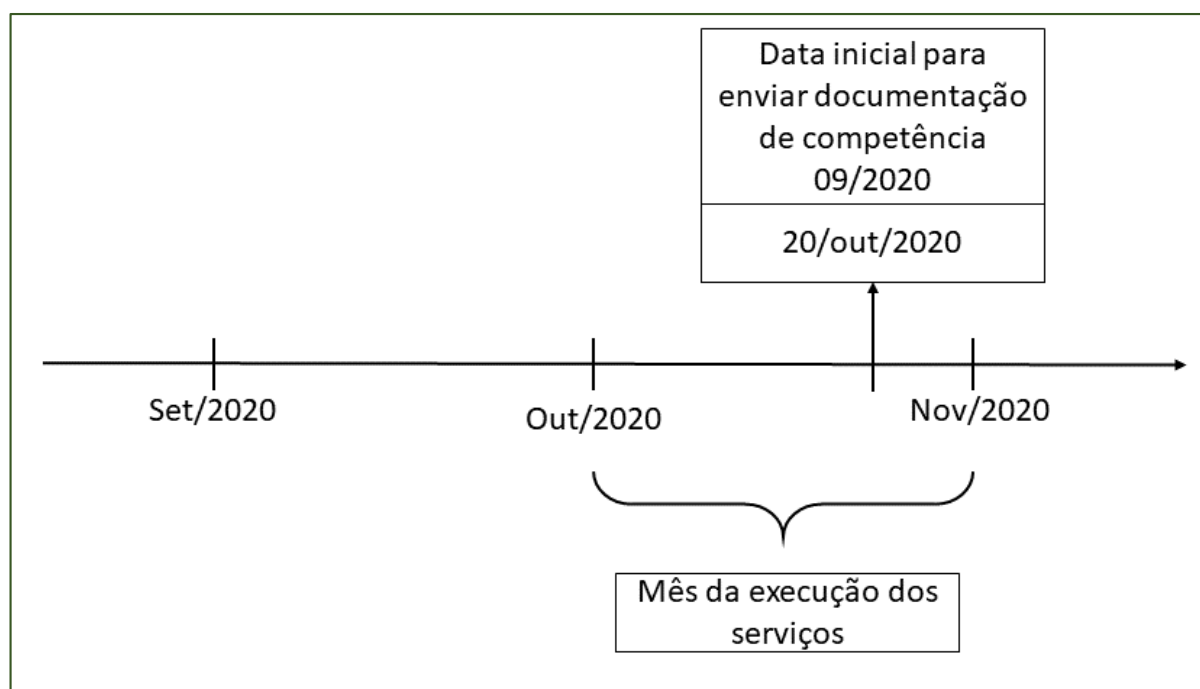 Data inicial para
enviar documentação
de competência
09/2020
20/out/2020
Set/2020
Out/2020
Nov/2020
Mês da execução dos
serviços